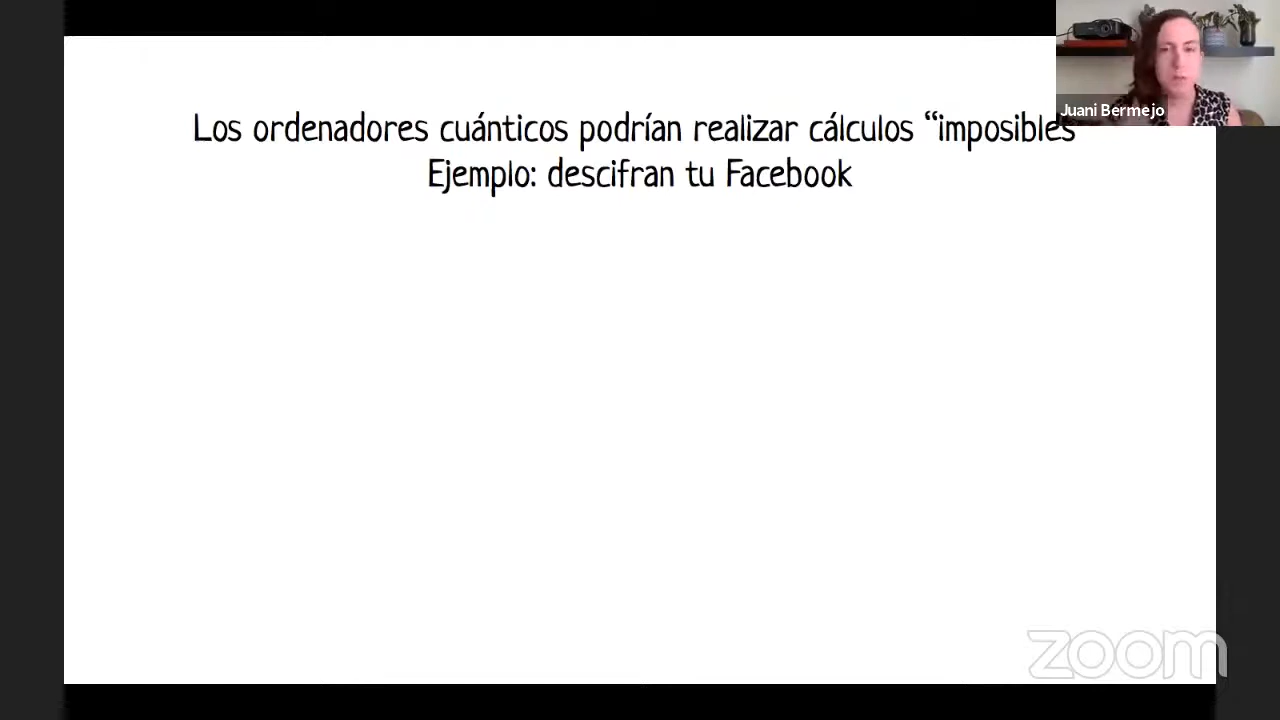 Juani Bermejo
Los ordenadores cuánticos podrían realizar cálculos “imposibles
Ejemplo: descifran tu Facebook
zoom